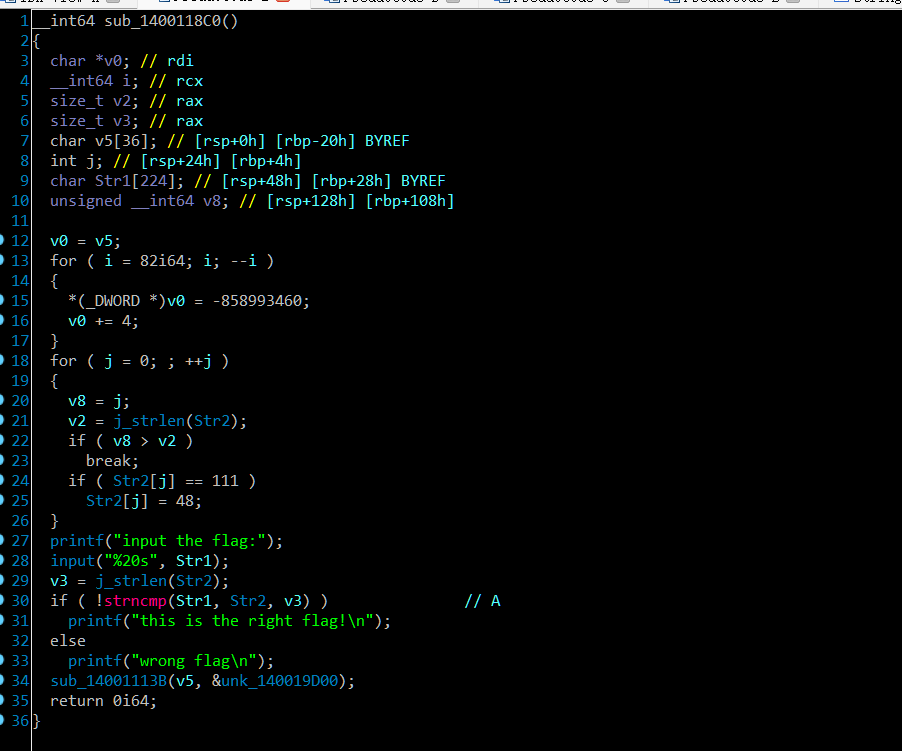 1 __int64 sub_1400118C0()
2 {
3 char *v0; // rdi
4 __int64 i; // rcx
5 size_t v2; // rax
6 size_t v3; // rax
7 char v5[36]; // [rsp+0h] [rbp-20h] BYREF
8 int j; // [rsp+24h] [rbp+4h]
9 char Str1[224]; // [rsp+48h] [rbp+28h] BYREF
10 unsigned __int64 v8; // [rsp+128h] [rbp+108h]
11
12 v0 = v5;
13 for ( i = 82i64; i; --i )
14 {
15 *(_DWORD *)v0 = -858993460;
16 v0 += 4;
17 }
18 for ( j = 0; ; ++j )
19 {
20 v8 = j;
21 v2 = j_strlen(Str2);
22 if ( v8 > v2 )
23 break;
24 if ( Str2[j] == 111 )
25 Str2[j] = 48;
26 }
27 printf("input the flag:");
28 input("%20s", Str1);
29 v3 = j_strlen(Str2);
30 if ( !strncmp(Str1, Str2, v3) ) // A
31 printf("this is the right flag!\n");
32 else
33 printf("wrong flag\n");
34 sub_14001113B(v5, &unk_140019D00);
35 return 0i64;
36 }